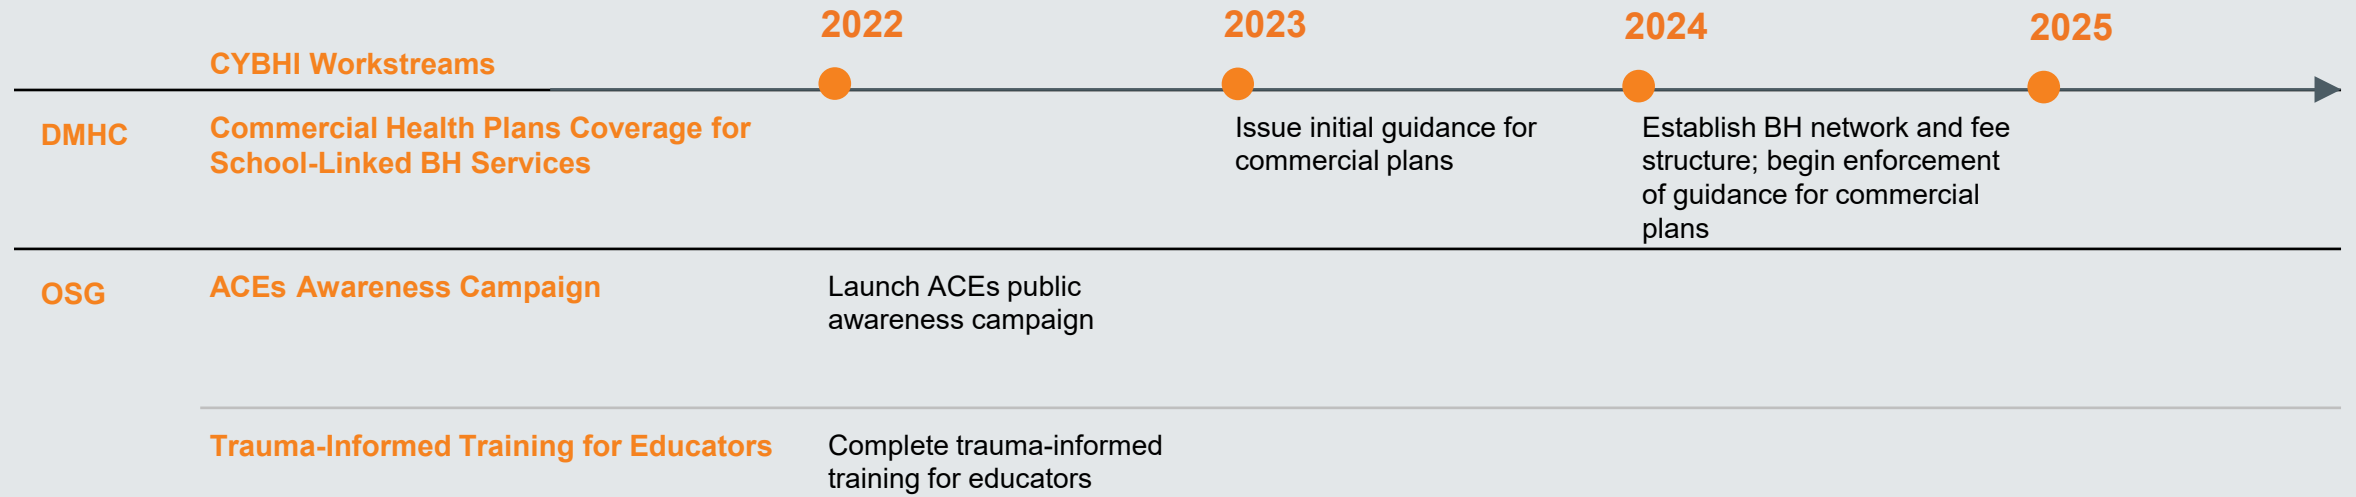 2022
2023
2024
2025
CYBHI Workstreams
DMHC
Commercial Health Plans Coverage for
School-Linked BH Services
Issue initial guidance for
commercial plans
Establish BH network and fee
structure; begin enforcement
of guidance for commercial
plans
OSG
ACEs Awareness Campaign
Launch ACEs public
awareness campaign
Trauma-Informed Training for Educators
Complete trauma-informed
training for educators